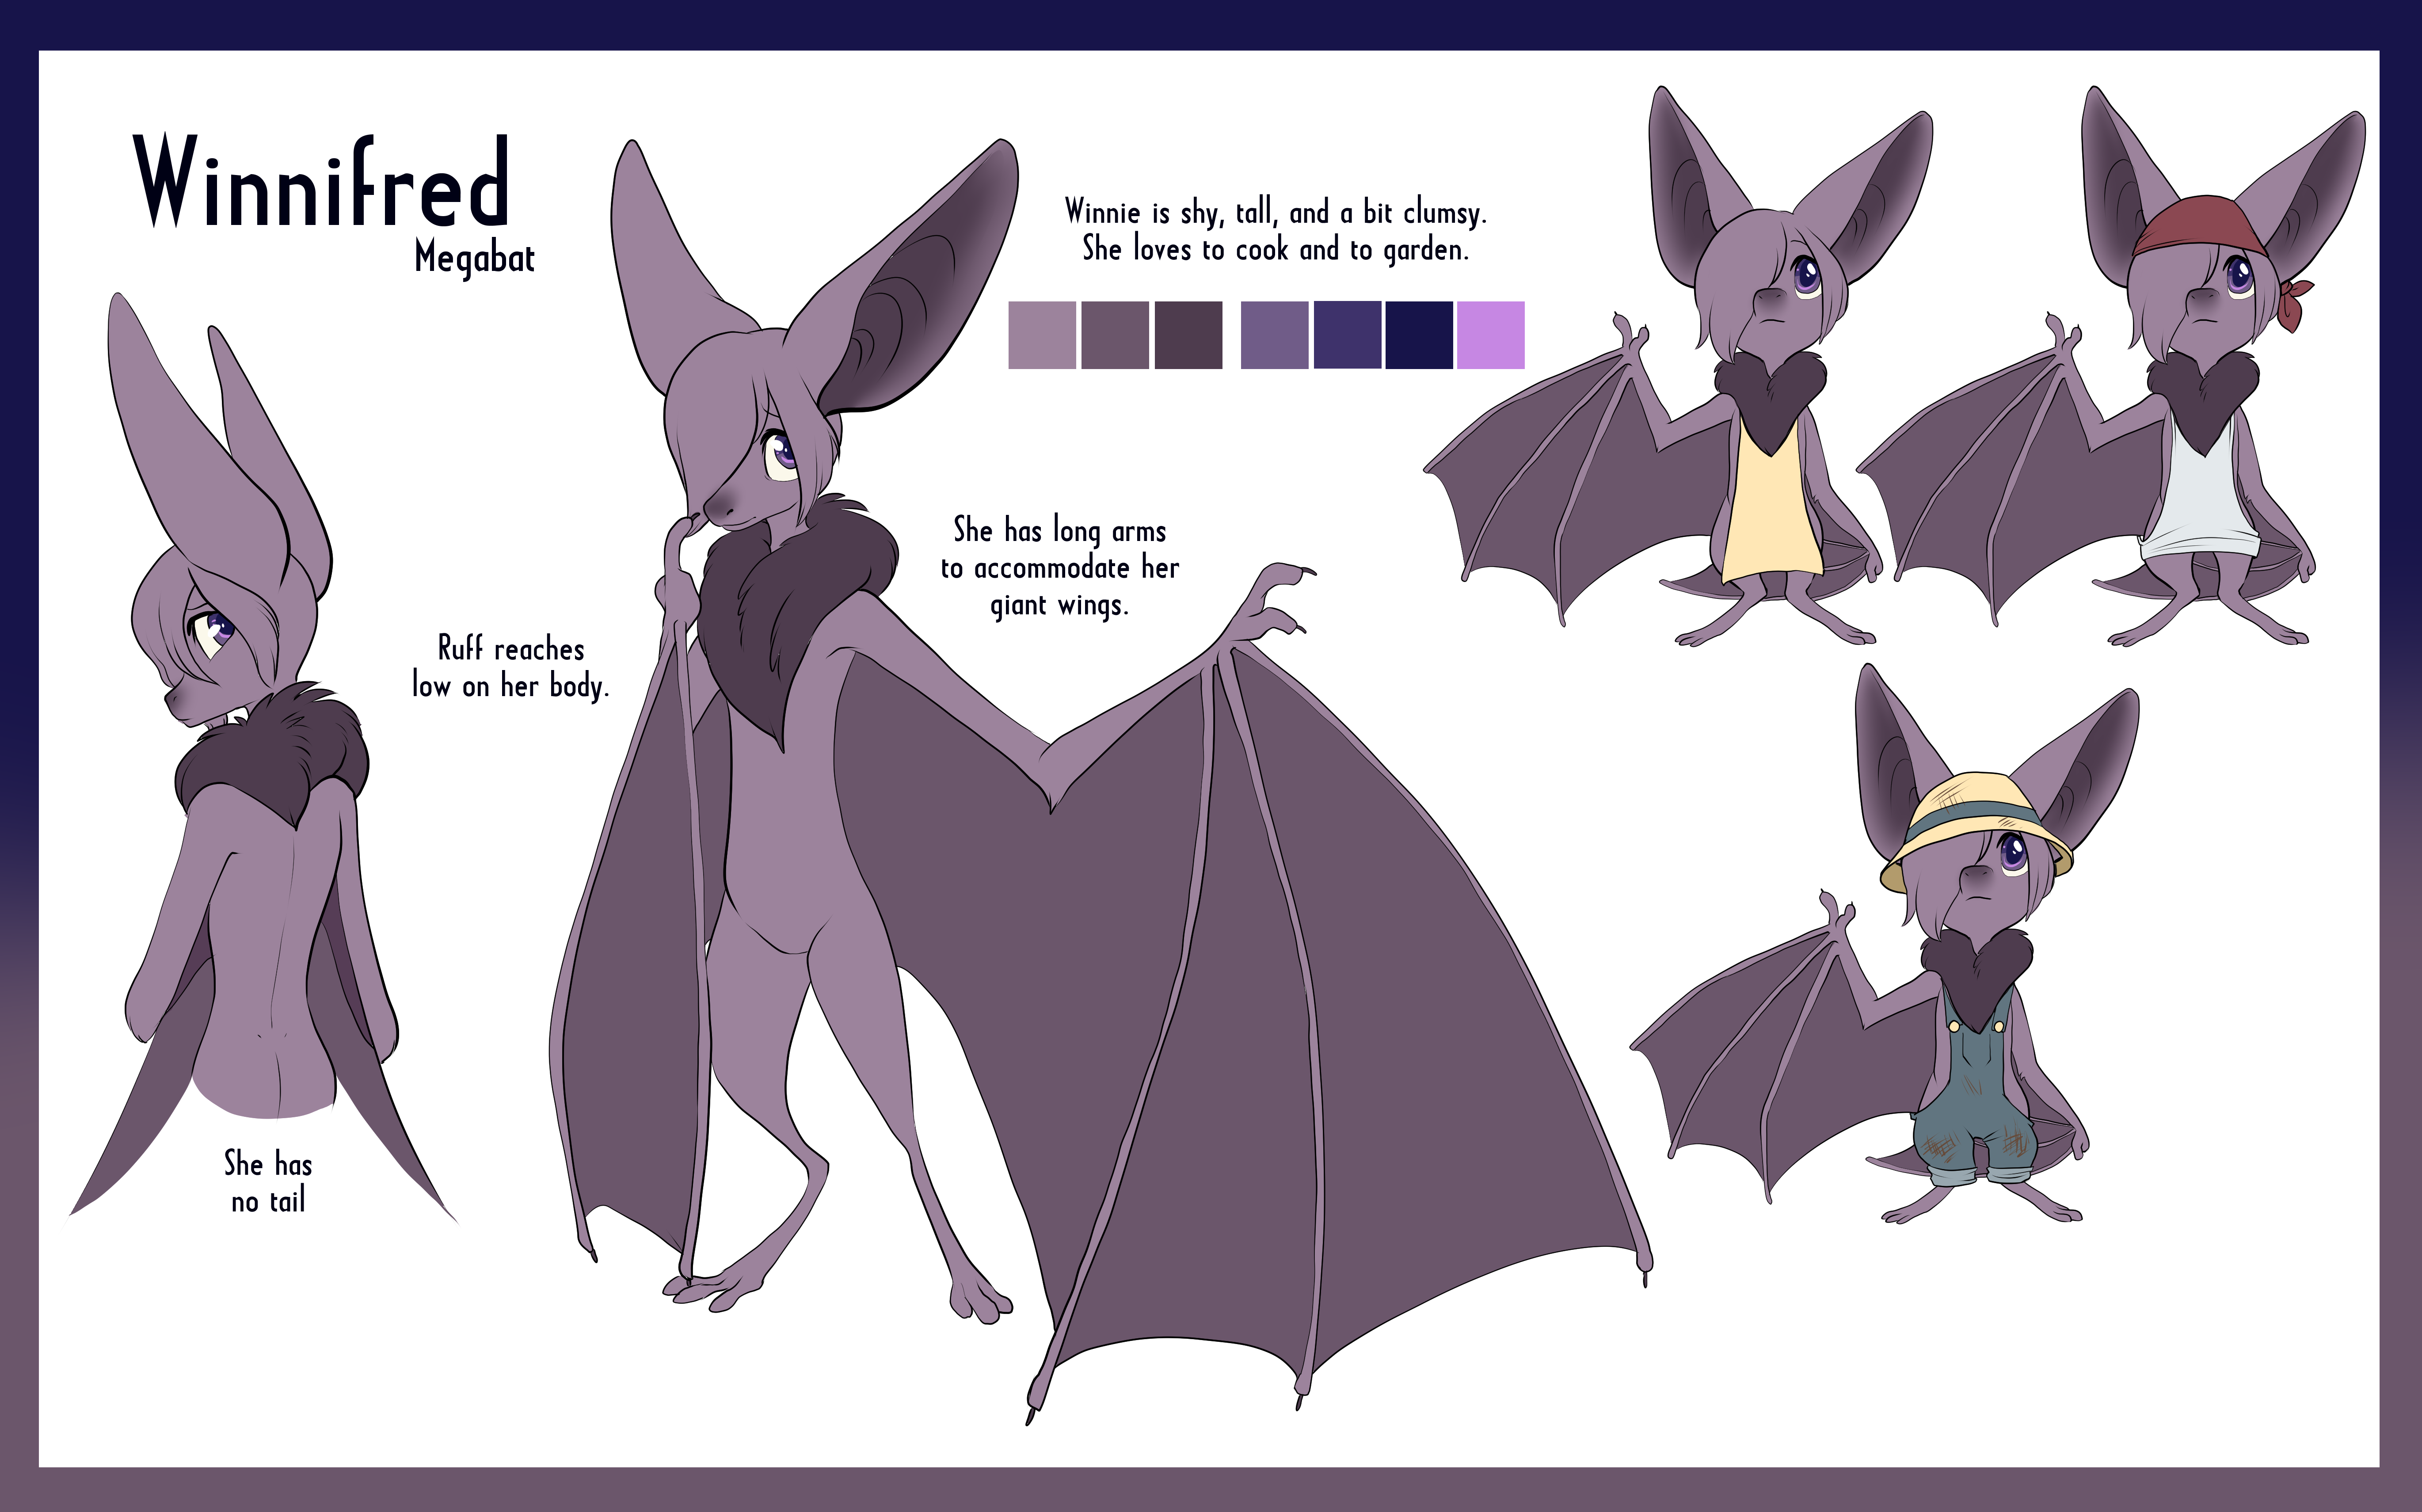 Winnifred
Megabat
Winnie is shy, tall, and a bit clumsy.
She loves to cook and to garden.
She has long arms
to accommodate her
giant wings.
Ruff reaches
low on her body.
She has
no tail